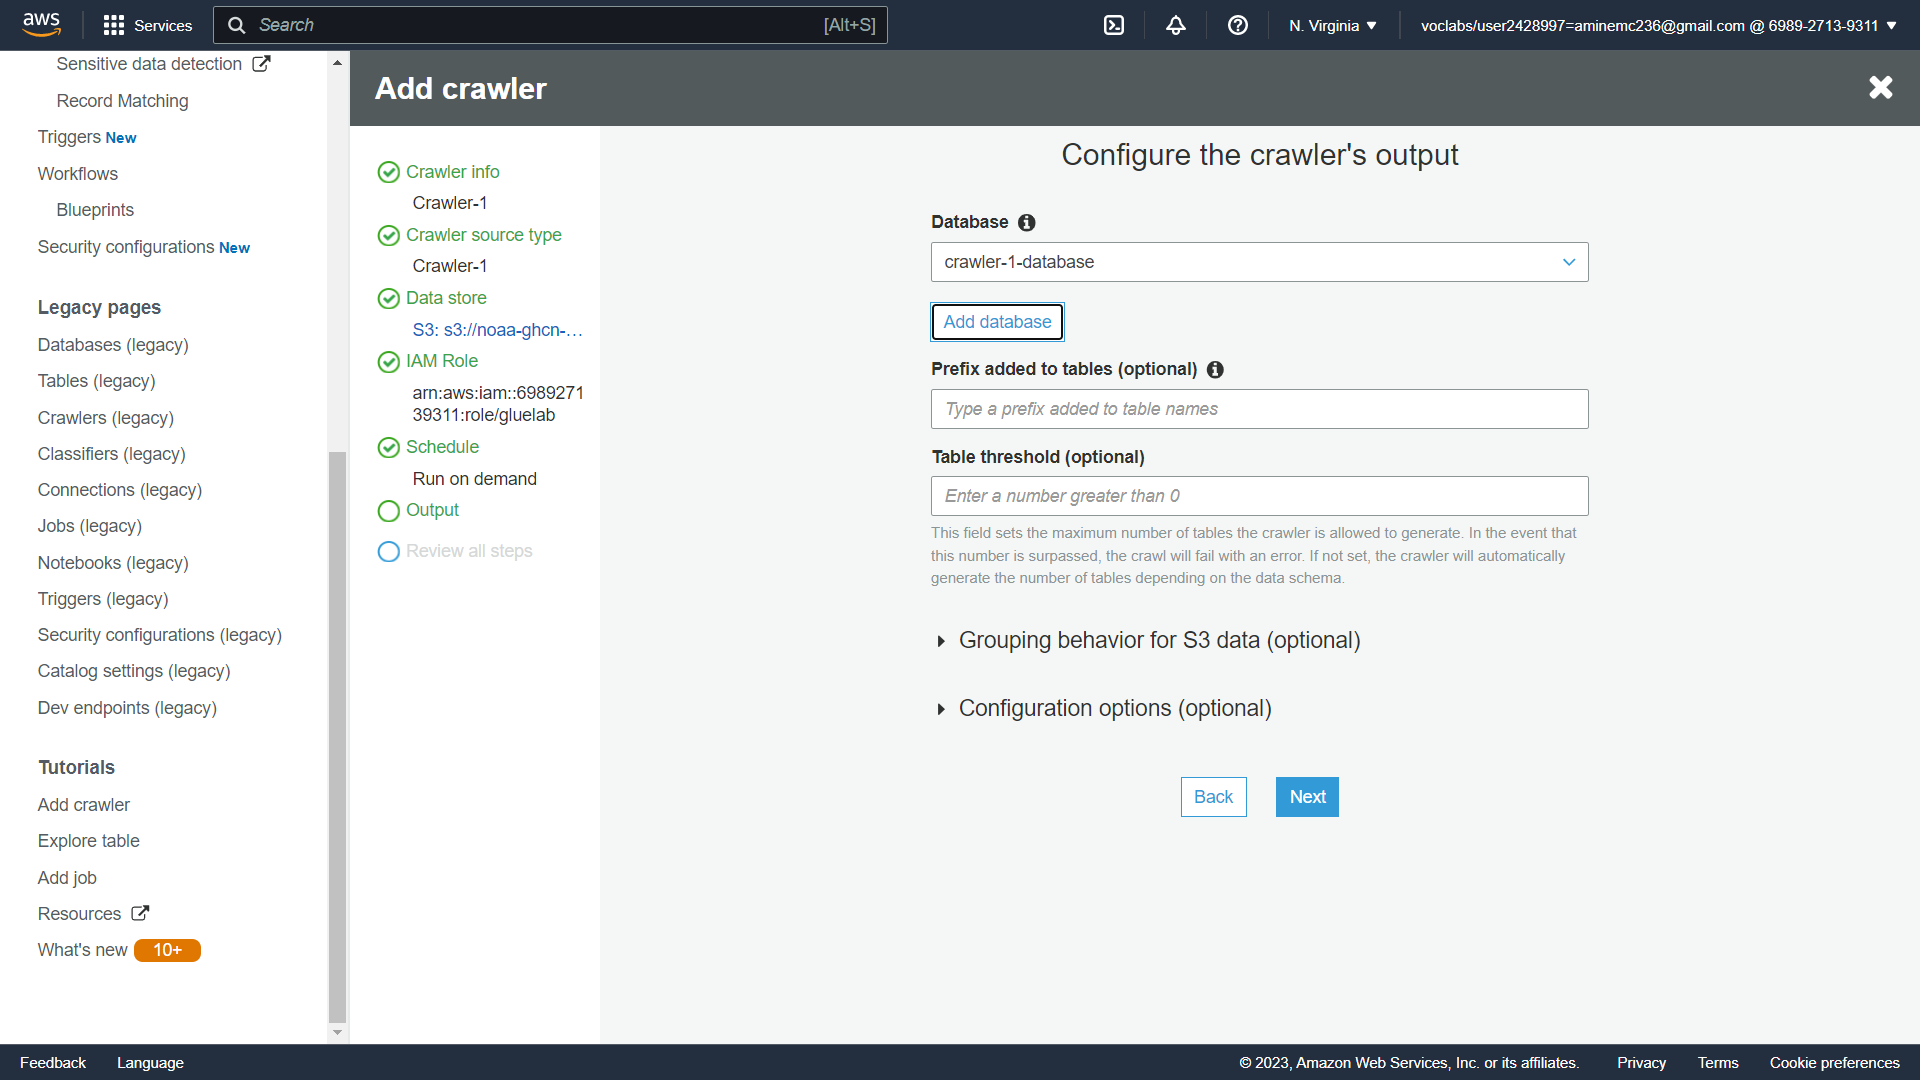 aws Services Search [Alt+S] N. Virginia voclabs/user2428997=aminemc236@gmail.com @ 6989-2713-9311
Sensitive data detection
Record Matching
Triggers New
Workflows
Blueprints
Security configurations New
Legacy pages
Databases (legacy)
Tables (legacy)
Crawlers (legacy)
Classifiers (legacy)
Connections (legacy)
Jobs (legacy)
Notebooks (legacy)
Triggers (legacy)
Security configurations (legacy)
Catalog settings (legacy)
Dev endpoints (legacy)
Tutorials
Add crawler
Explore table
Add job
Resources
What's new 10+
Add crawler
Crawler info
Crawler-1
Crawler source type
Crawler-1
Data store
S3: s3://noaa-ghcn-…
IAM Role
arn:aws:iam::6989271
39311:role/gluelab
Schedule
Run on demand
Output
Review all steps
Configure the crawler's output
Database
crawler-1-database
Add database
Prefix added to tables (optional)
Type a prefix added to table names
Table threshold (optional)
Enter a number greater than 0
This field sets the maximum number of tables the crawler is allowed to generate. In the event that
this number is surpassed, the crawl will fail with an error. If not set, the crawler will automatically
generate the number of tables depending on the data schema.
Grouping behavior for S3 data (optional)
Configuration options (optional)
Back Next
Feedback Language © 2023, Amazon Web Services, Inc. or its affiliates. Privacy Terms Cookie preferences